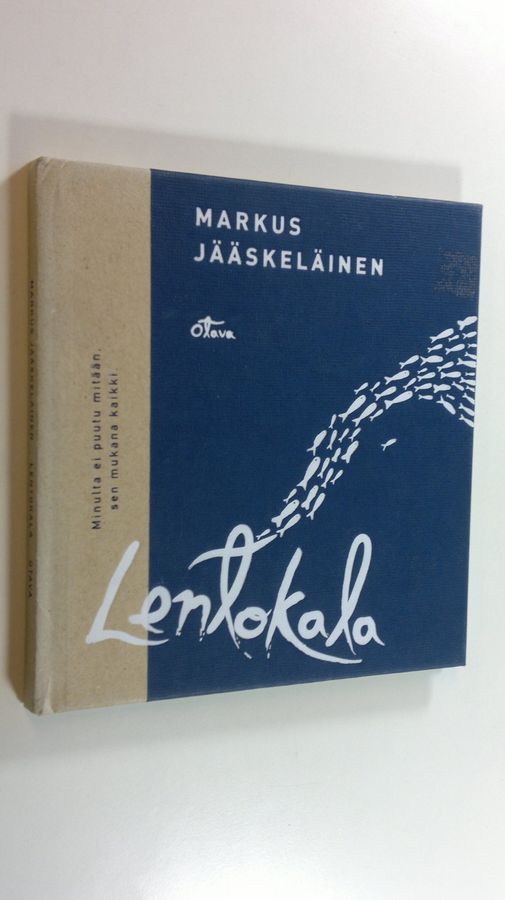 MARKUS
JÄÄSKELÄINEN
Otava
Minulta ei puutu mitään,
sen mukana kaikki.
Lentokala
MARKUS JÄÄSKELÄINEN LENTOKALA OTAVA